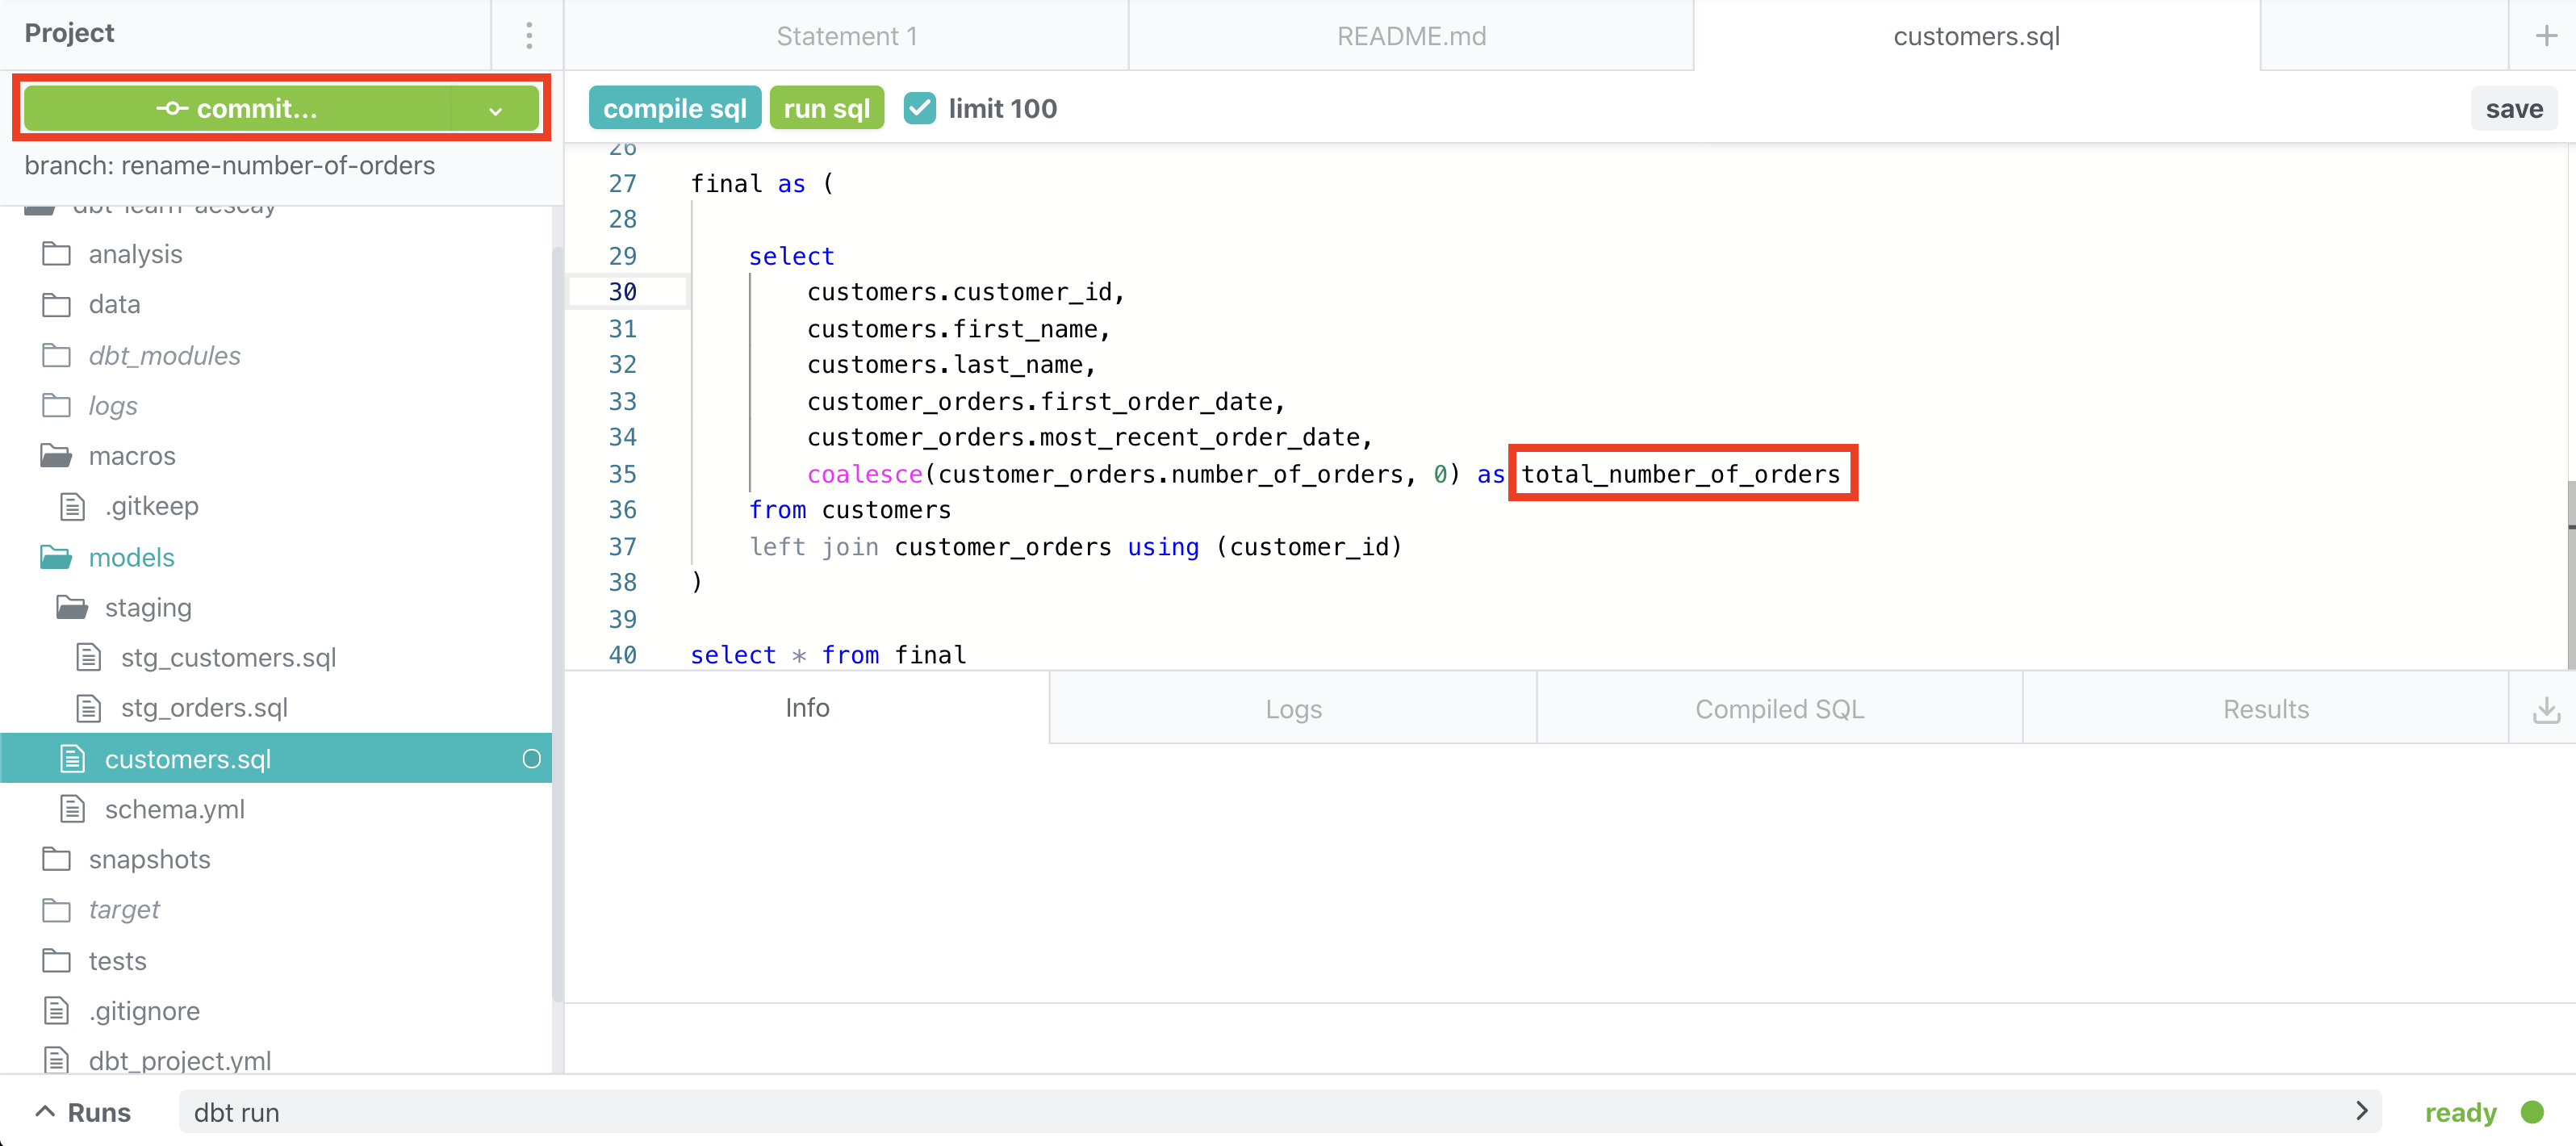 Project
Statement 1
README.md
customers.sql
commit...
compile sql
run sql
limit 100
save
branch: rename-number-of-orders
dbt-learn-aescay
analysis
data
dbt_modules
logs
macros
.gitkeep
models
staging
stg_customers.sql
stg_orders.sql
customers.sql
schema.yml
snapshots
target
tests
.gitignore
dbt_project.yml
26
27 final as (
28
29 select
30 customers.customer_id,
31 customers.first_name,
32 customers.last_name,
33 customer_orders.first_order_date,
34 customer_orders.most_recent_order_date,
35 coalesce(customer_orders.number_of_orders, 0) as total_number_of_orders
36 from customers
37 left join customer_orders using (customer_id)
38 )
39
40 select * from final
Info
Logs
Compiled SQL
Results
Runs
dbt run
ready